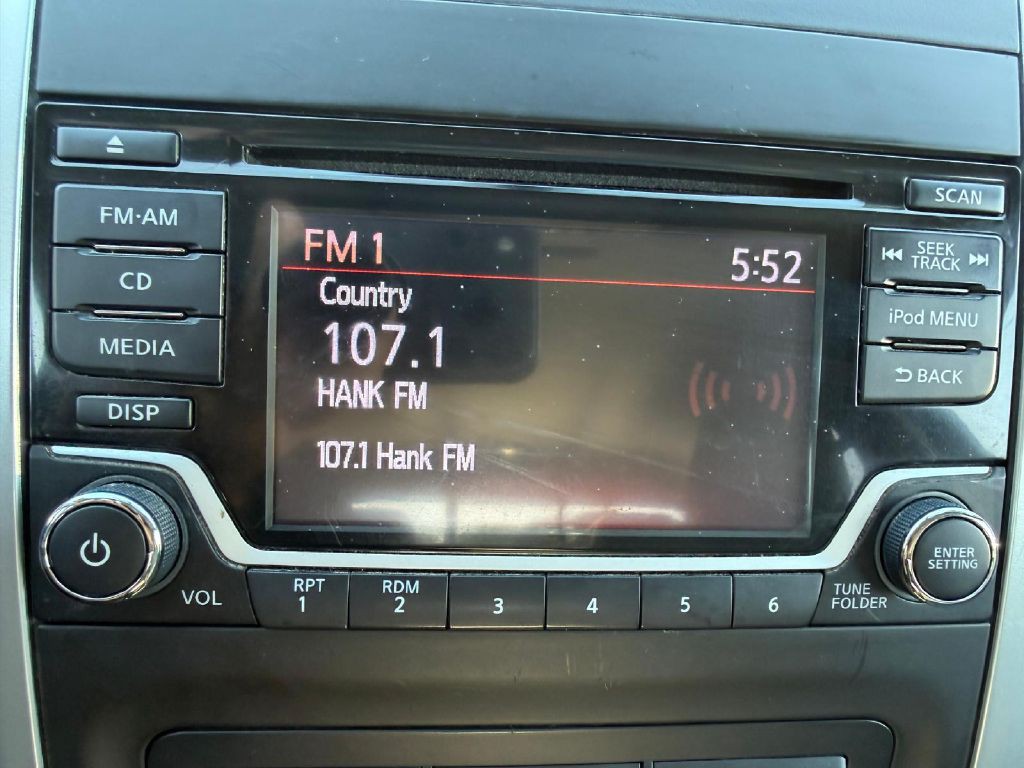 FM·AM
CD
MEDIA
DISP
FM 1
5:52
Country
107.1
HANK FM
107.1 Hank FM
SCAN
SEEK
TRACK
iPod MENU
BACK
VOL
RPT
1
RDM
2
3
4
5
6
TUNE
FOLDER
ENTER
SETTING